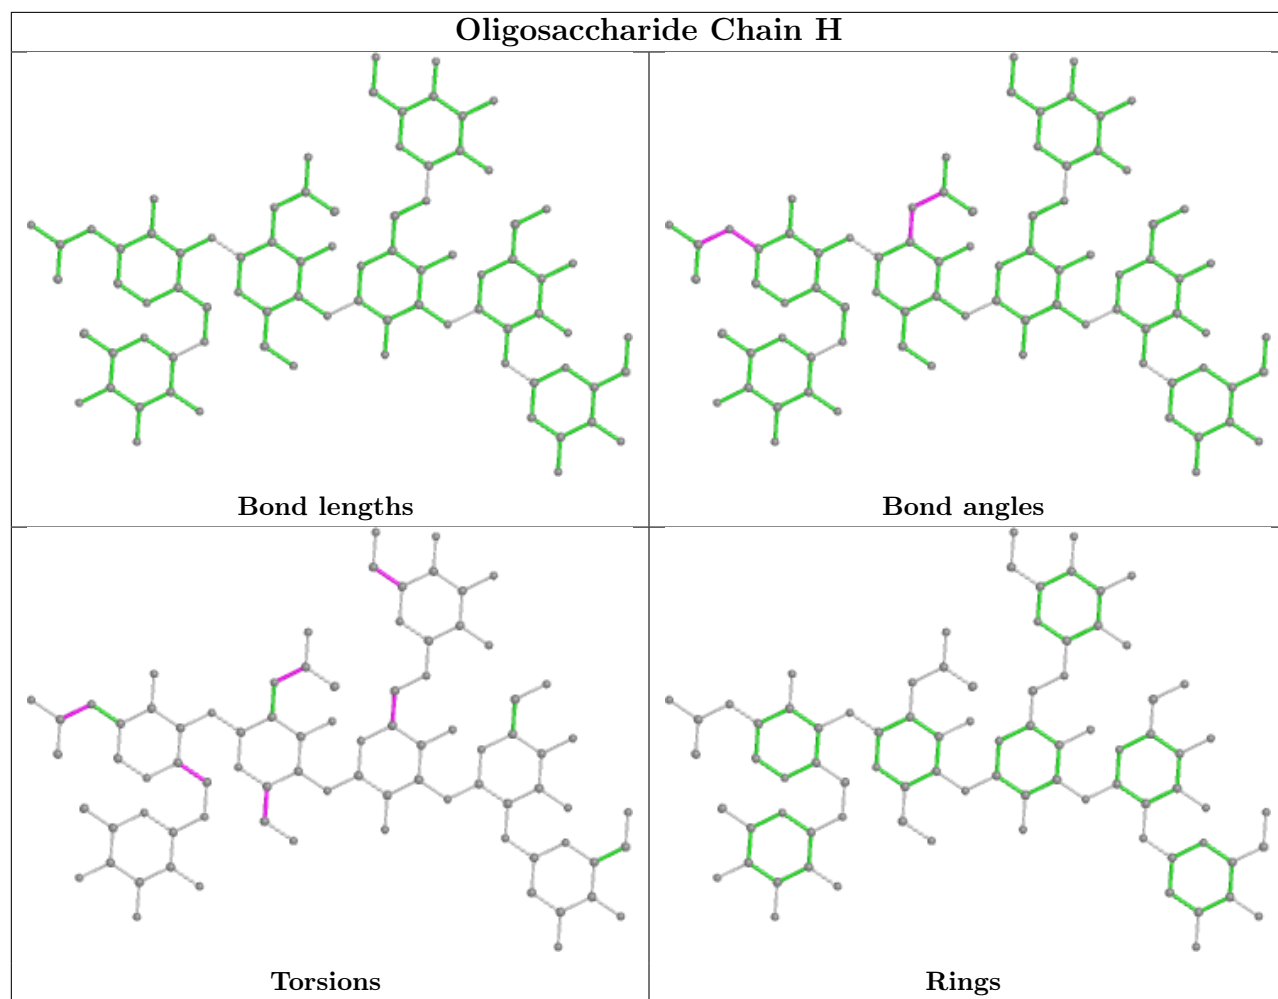 Oligosaccharide Chain H
Bond lengths
Bond angles
Torsions
Rings